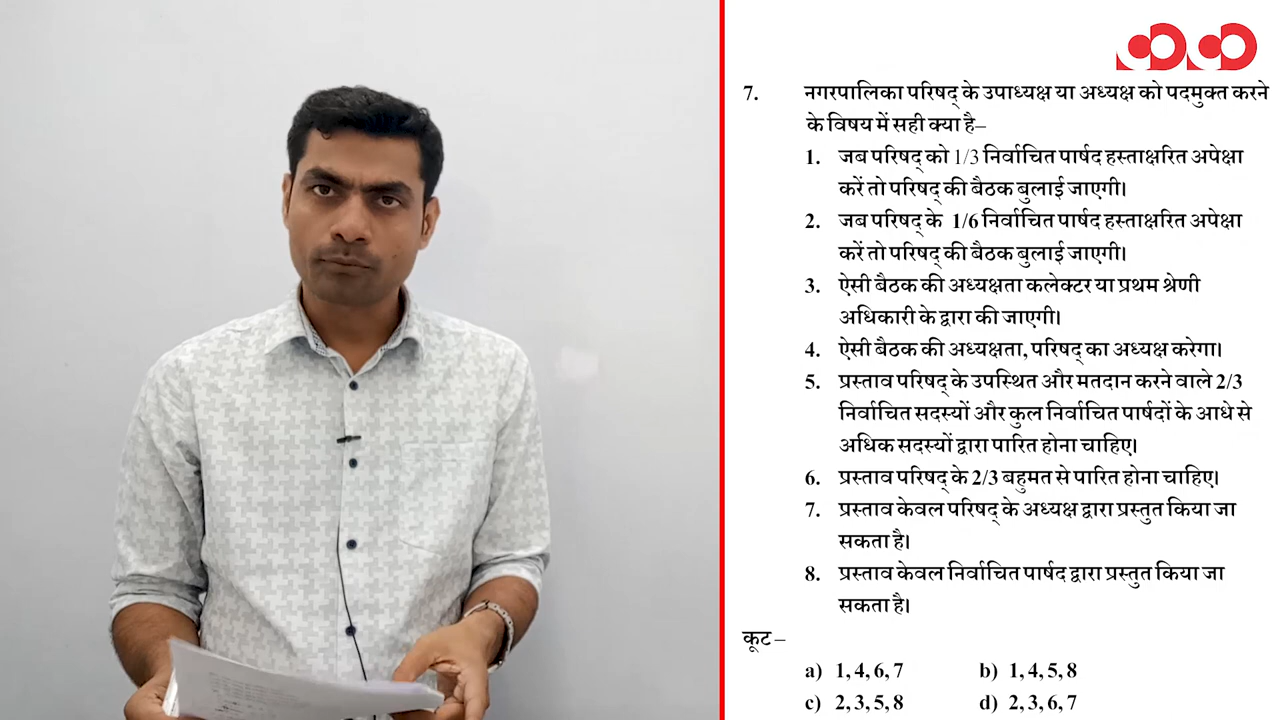 7. नगरपालिका परिषद् के उपाध्यक्ष या अध्यक्ष को पदमुक्त करने
के विषय में सही क्या है–
1. जब परिषद् को 1/3 निर्वाचित पार्षद हस्ताक्षरित अपेक्षा
करें तो परिषद् की बैठक बुलाई जाएगी।
2. जब परिषद् के 1/6 निर्वाचित पार्षद हस्ताक्षरित अपेक्षा
करें तो परिषद् की बैठक बुलाई जाएगी।
3. ऐसी बैठक की अध्यक्षता कलेक्टर या प्रथम श्रेणी
अधिकारी के द्वारा की जाएगी।
4. ऐसी बैठक की अध्यक्षता, परिषद् का अध्यक्ष करेगा।
5. प्रस्ताव परिषद् के उपस्थित और मतदान करने वाले 2/3
निर्वाचित सदस्यों और कुल निर्वाचित पार्षदों के आधे से
अधिक सदस्यों द्वारा पारित होना चाहिए।
6. प्रस्ताव परिषद् के 2/3 बहुमत से पारित होना चाहिए।
7. प्रस्ताव केवल परिषद् के अध्यक्ष द्वारा प्रस्तुत किया जा
सकता है।
8. प्रस्ताव केवल निर्वाचित पार्षद द्वारा प्रस्तुत किया जा
सकता है।
कूट –
a) 1, 4, 6, 7 b) 1, 4, 5, 8
c) 2, 3, 5, 8 d) 2, 3, 6, 7